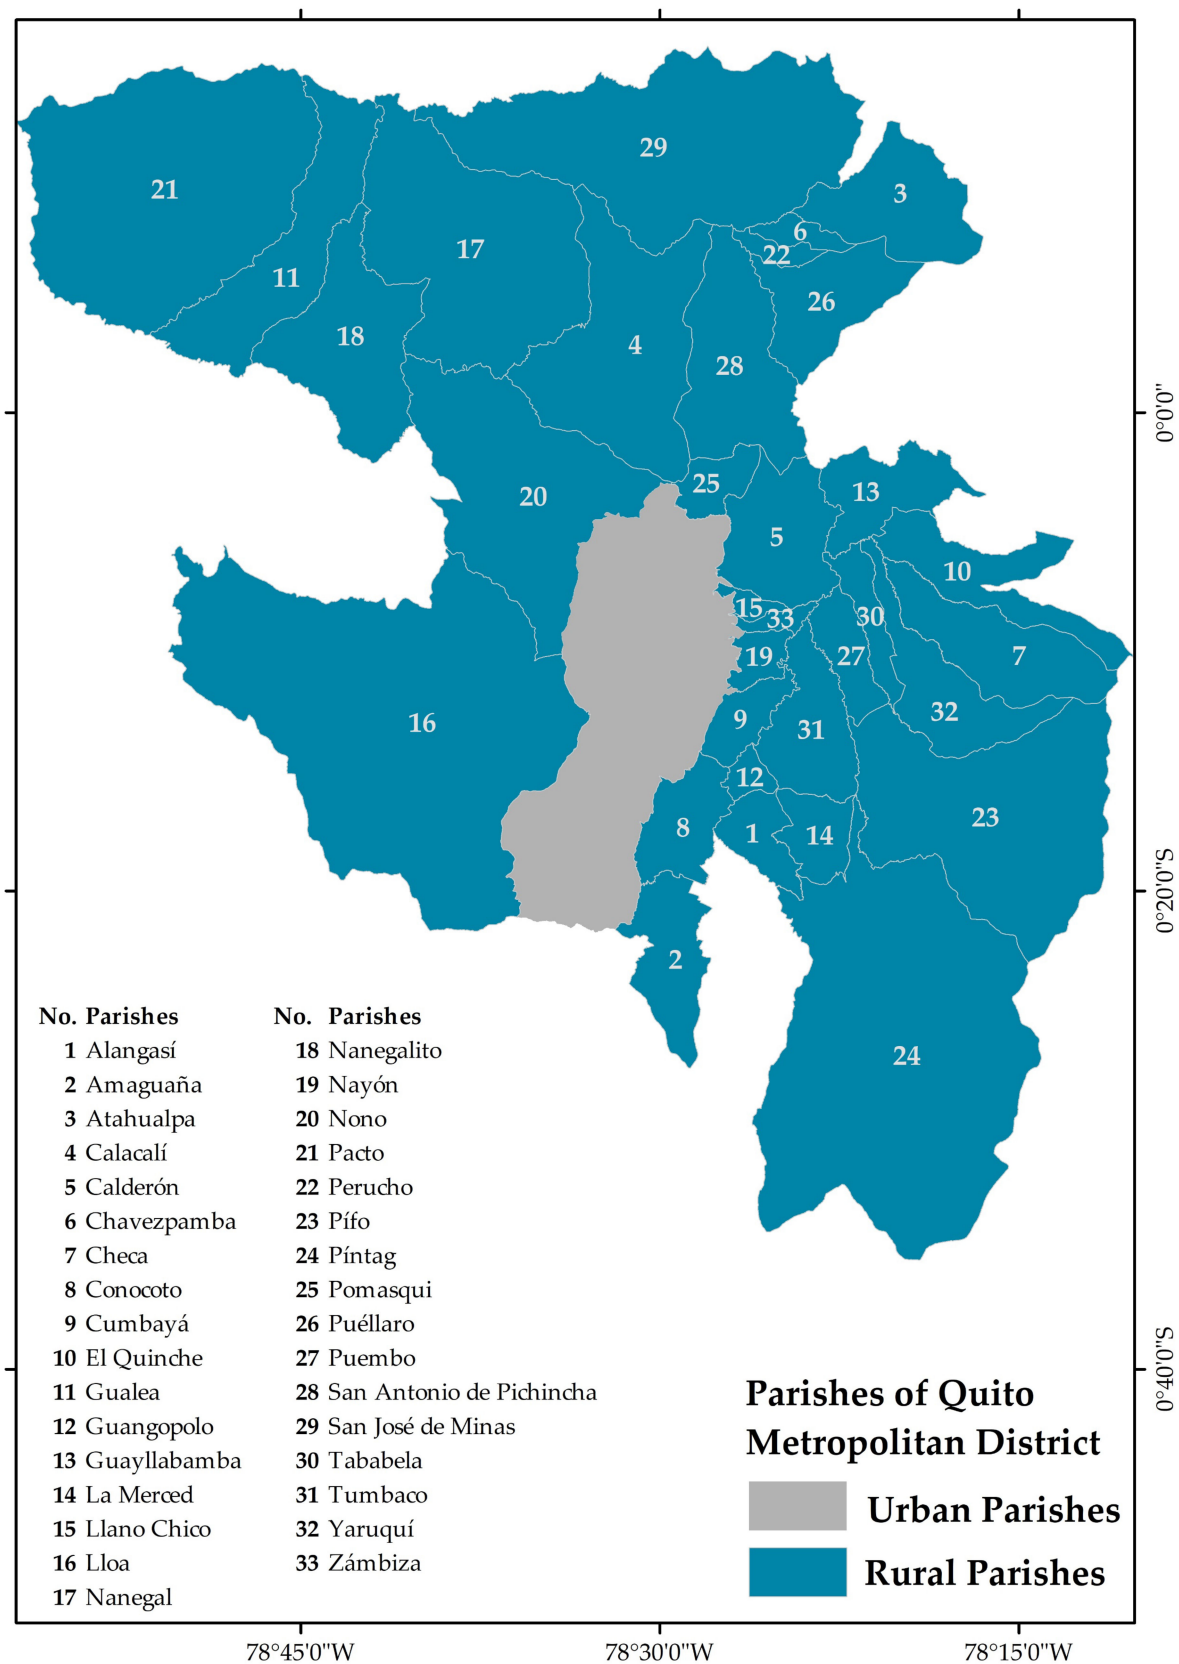 29
21
3
6
17
22
11
26
18
4
28
25
13
20
5
10
15
30
33
19
27
7
9
32
16
31
12
23
8
1
14
2
24
0°0'0"
0°20'0"S
0°40'0"S
No. Parishes
1 Alangasí
2 Amaguaña
3 Atahualpa
4 Calacalí
5 Calderón
6 Chavezpamba
7 Checa
8 Conocoto
9 Cumbayá
10 El Quinche
11 Gualea
12 Guangopolo
13 Guayllabamba
14 La Merced
15 Llano Chico
16 Lloa
17 Nanegal
No. Parishes
18 Nanegalito
19 Nayón
20 Nono
21 Pacto
22 Perucho
23 Pífo
24 Píntag
25 Pomasqui
26 Puéllaro
27 Puembo
28 San Antonio de Pichincha
29 San José de Minas
30 Tababela
31 Tumbaco
32 Yaruquí
33 Zámbiza
Parishes of Quito
Metropolitan District
Urban Parishes
Rural Parishes
78°45'0"W
78°30'0"W
78°15'0"W